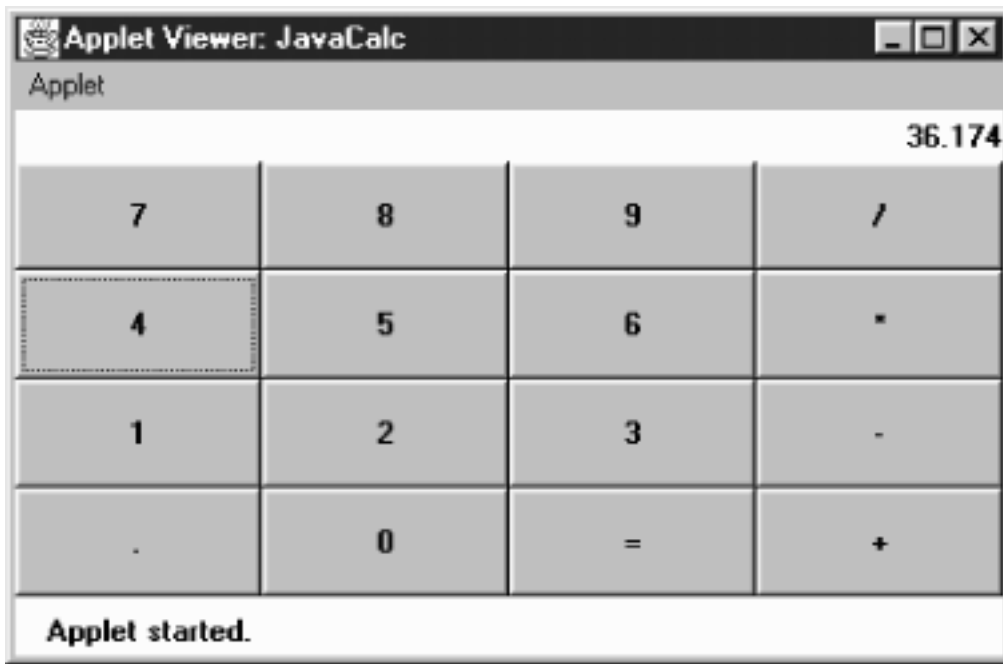 Applet Viewer: JavaCalc
Applet
36.174
7 8 9 /
4 5 6 *
1 2 3 -
. 0 = +
Applet started.